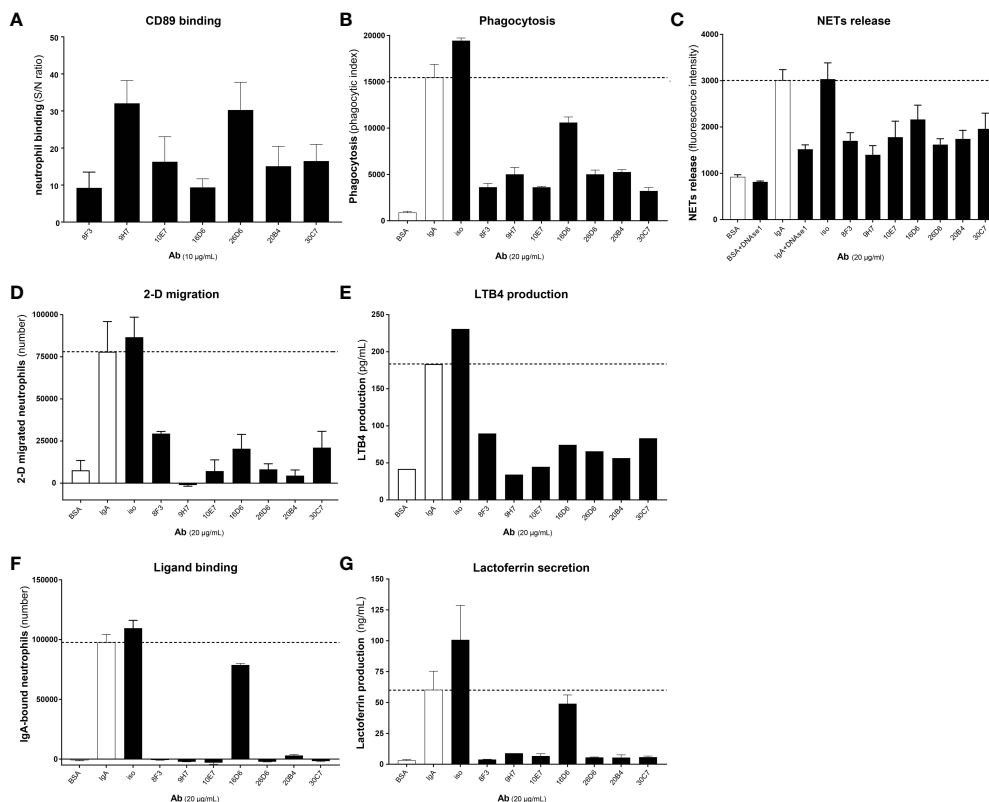 A
CD89 binding
neutrophil binding (S/N ratio)
50
40
30
20
10
0
8F3
9H7
10E7
16D6
26D6
20B4
30C7
Ab (10 µg/mL)
B
Phagocytosis
Phagocytosis (phagocytic index)
20000
15000
10000
5000
0
BSA
IgA
iso
8F3
9H7
10E7
16D6
26D6
20B4
30C7
Ab (20 µg/mL)
C
NETs release
NETs release (fluorescence intensity)
4000
3000
2000
1000
0
BSA
BSA+DNAse1
IgA
IgA+DNAse1
iso
8F3
9H7
10E7
16D6
26D6
20B4
30C7
Ab (20 µg/ml)
D
2-D migration
2-D migrated neutrophils (number)
100000
75000
50000
25000
0
BSA
IgA
iso
8F3
9H7
10E7
16D6
26D6
20B4
30C7
Ab (20 µg/mL)
E
LTB4 production
LTB4 production (pg/mL)
250
200
150
100
50
0
BSA
IgA
iso
8F3
9H7
10E7
16D6
26D6
20B4
30C7
Ab (20 µg/mL)
F
Ligand binding
IgA-bound neutrophils (number)
150000
100000
50000
0
BSA
IgA
iso
8F3
9H7
10E7
16D6
26D6
20B4
30C7
Ab (20 µg/mL)
G
Lactoferrin secretion
Lactoferrin production (ng/mL)
150
125
100
75
50
25
0
BSA
IgA
iso
8F3
9H7
10E7
16D6
26D6
20B4
30C7
Ab (20 µg/mL)